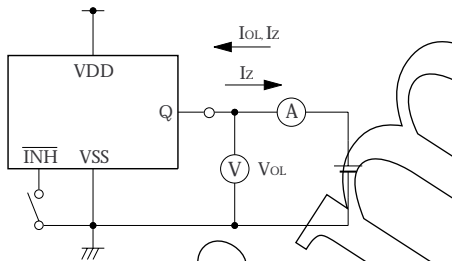 IOL, IZ
IZ
VDD
Q
A
INH VSS
V VOL